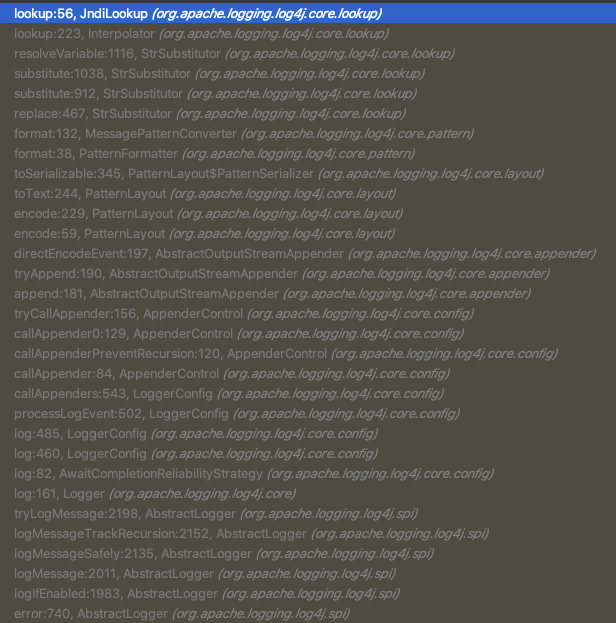 lookup:56, JndiLookup (org.apache.logging.log4j.core.lookup)
lookup:223, Interpolator (org.apache.logging.log4j.core.lookup)
resolveVariable:1116, StrSubstitutor (org.apache.logging.log4j.core.lookup)
substitute:1038, StrSubstitutor (org.apache.logging.log4j.core.lookup)
substitute:912, StrSubstitutor (org.apache.logging.log4j.core.lookup)
replace:467, StrSubstitutor (org.apache.logging.log4j.core.lookup)
format:132, MessagePatternConverter (org.apache.logging.log4j.core.pattern)
format:38, PatternFormatter (org.apache.logging.log4j.core.pattern)
toSerializable:345, PatternLayout$PatternSerializer (org.apache.logging.log4j.core.layout)
toText:244, PatternLayout (org.apache.logging.log4j.core.layout)
encode:229, PatternLayout (org.apache.logging.log4j.core.layout)
encode:59, PatternLayout (org.apache.logging.log4j.core.layout)
directEncodeEvent:197, AbstractOutputStreamAppender (org.apache.logging.log4j.core.appender)
tryAppend:190, AbstractOutputStreamAppender (org.apache.logging.log4j.core.appender)
append:181, AbstractOutputStreamAppender (org.apache.logging.log4j.core.appender)
tryCallAppender:156, AppenderControl (org.apache.logging.log4j.core.config)
callAppender0:129, AppenderControl (org.apache.logging.log4j.core.config)
callAppenderPreventRecursion:120, AppenderControl (org.apache.logging.log4j.core.config)
callAppender:84, AppenderControl (org.apache.logging.log4j.core.config)
callAppenders:543, LoggerConfig (org.apache.logging.log4j.core.config)
processLogEvent:502, LoggerConfig (org.apache.logging.log4j.core.config)
log:485, LoggerConfig (org.apache.logging.log4j.core.config)
log:460, LoggerConfig (org.apache.logging.log4j.core.config)
log:82, AwaitCompletionReliabilityStrategy (org.apache.logging.log4j.core.config)
log:161, Logger (org.apache.logging.log4j.core)
tryLogMessage:2198, AbstractLogger (org.apache.logging.log4j.spi)
logMessageTrackRecursion:2152, AbstractLogger (org.apache.logging.log4j.spi)
logMessageSafely:2135, AbstractLogger (org.apache.logging.log4j.spi)
logMessage:2011, AbstractLogger (org.apache.logging.log4j.spi)
logIfEnabled:1983, AbstractLogger (org.apache.logging.log4j.spi)
error:740, AbstractLogger (org.apache.logging.log4j.spi)